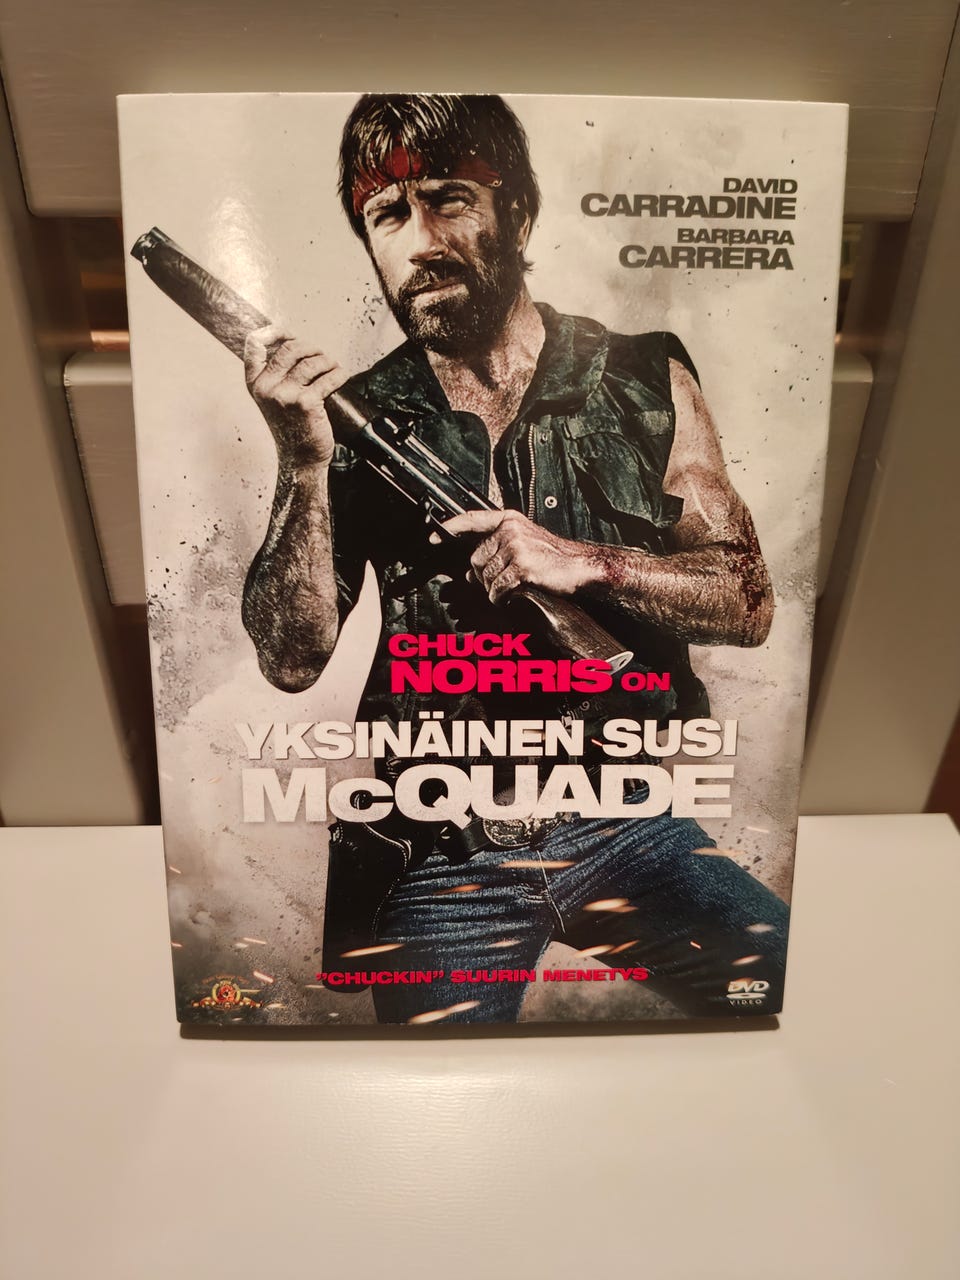 DAVID
CARRADINE
BARBARA
CARRERA
CHUCK
NORRIS ON
YKSINÄINEN SUSI
McQUADE
"CHUCKIN" SUURIN MENETYS
DVD
VIDEO